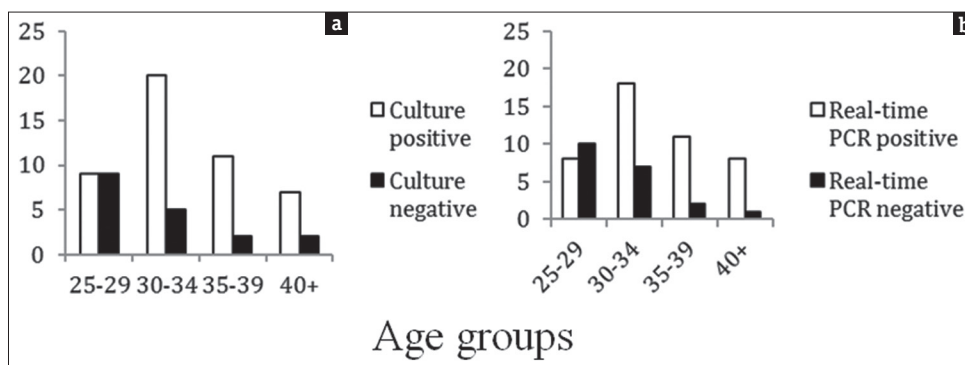 a
25
20
15
10
5
0
25-29 30-34 35-39 40+
Culture
positive
Culture
negative
b
25
20
15
10
5
0
25-29 30-34 35-39 40+
Real-time
PCR positive
Real-time
PCR negative
Age groups